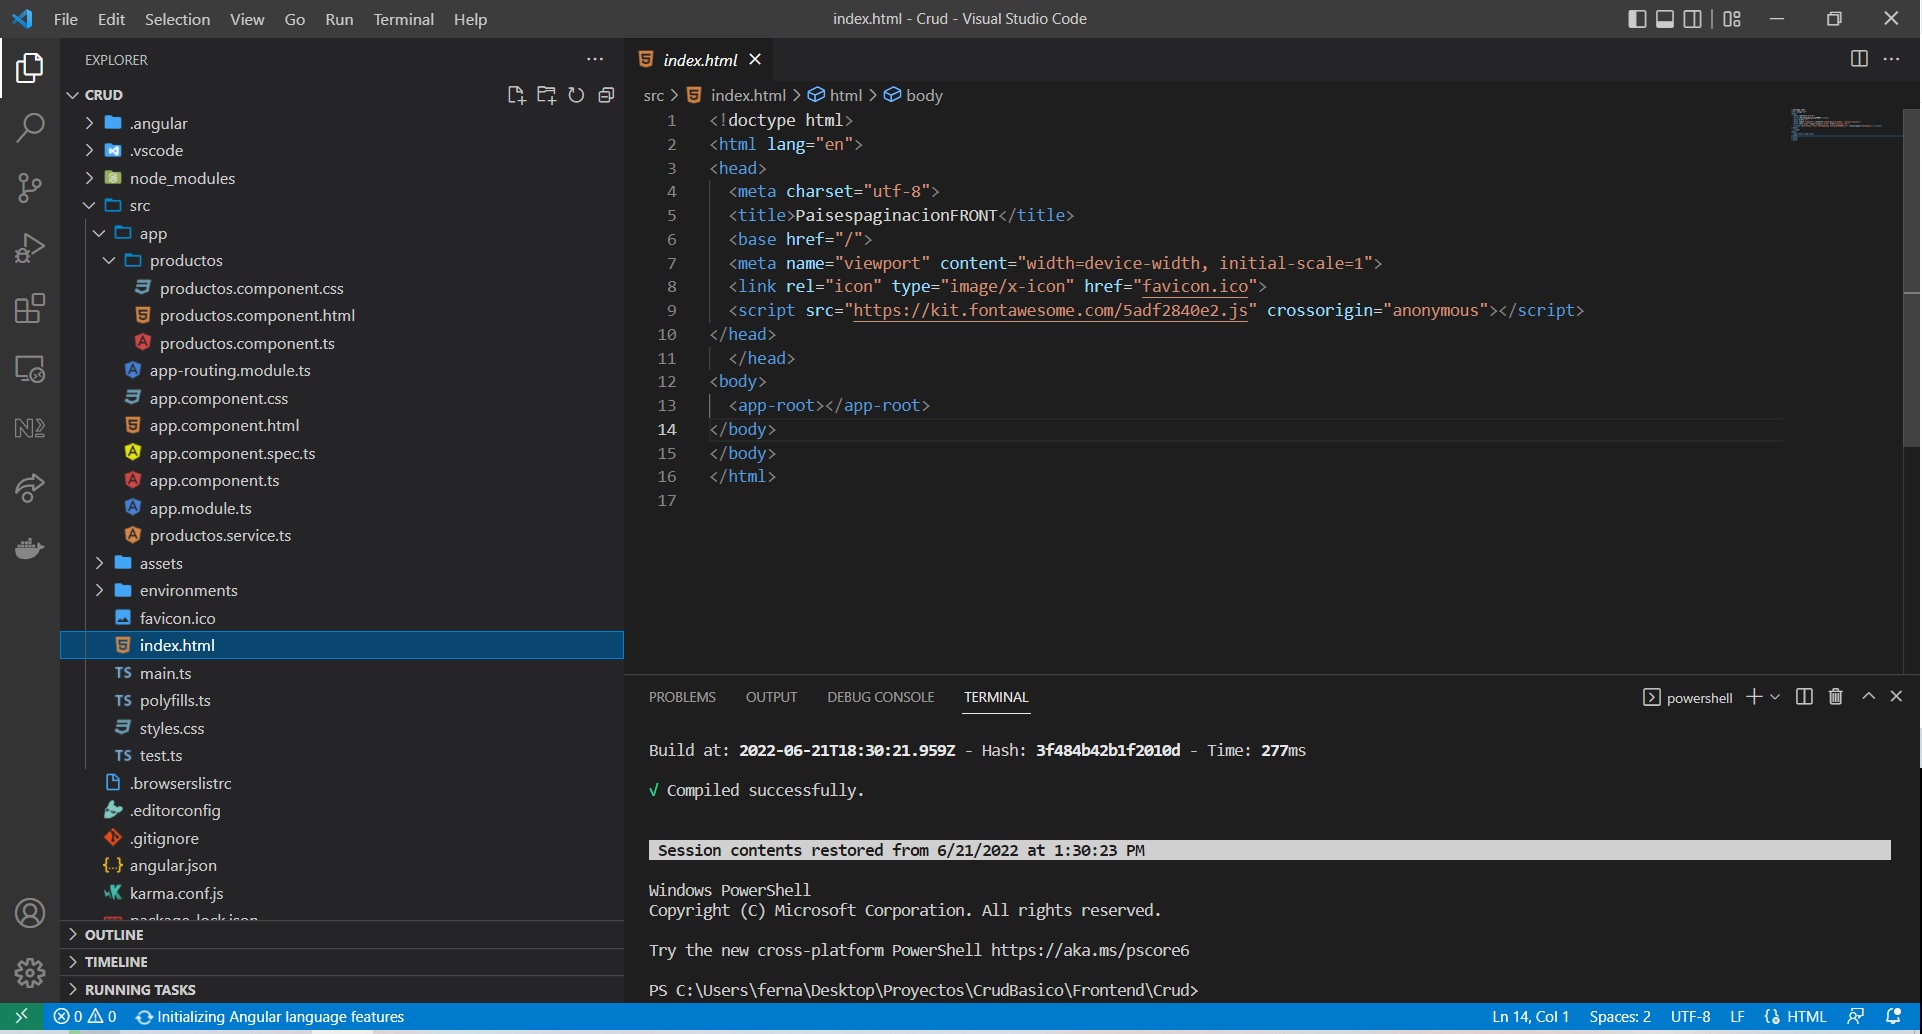 File Edit Selection View Go Run Terminal Help
index.html - Crud - Visual Studio Code
EXPLORER
CRUD
.angular
.vscode
node_modules
src
app
productos
productos.component.css
productos.component.html
productos.component.ts
app-routing.module.ts
app.component.css
app.component.html
app.component.spec.ts
app.component.ts
app.module.ts
productos.service.ts
assets
environments
favicon.ico
index.html
TS main.ts
TS polyfills.ts
styles.css
TS test.ts
.browserslistrc
.editorconfig
.gitignore
angular.json
karma.conf.js
package-lock.json
OUTLINE
TIMELINE
RUNNING TASKS
index.html
src > index.html > html > body
1 <!doctype html>
2 <html lang="en">
3 <head>
4 <meta charset="utf-8">
5 <title>PaisespaginacionFRONT</title>
6 <base href="/">
7 <meta name="viewport" content="width=device-width, initial-scale=1">
8 <link rel="icon" type="image/x-icon" href="favicon.ico">
9 <script src="https://kit.fontawesome.com/5adf2840e2.js" crossorigin="anonymous"></script>
10 </head>
11 </head>
12 <body>
13 <app-root></app-root>
14 </body>
15 </body>
16 </html>
17
PROBLEMS OUTPUT DEBUG CONSOLE TERMINAL
powershell
Build at: 2022-06-21T18:30:21.959Z - Hash: 3f484b42b1f2010d - Time: 277ms
√ Compiled successfully.
Session contents restored from 6/21/2022 at 1:30:23 PM
Windows PowerShell
Copyright (C) Microsoft Corporation. All rights reserved.
Try the new cross-platform PowerShell https://aka.ms/pscore6
PS C:\Users\ferna\Desktop\Proyectos\CrudBasico\Frontend\Crud>
0 0 Initializing Angular language features
Ln 14, Col 1 Spaces: 2 UTF-8 LF HTML